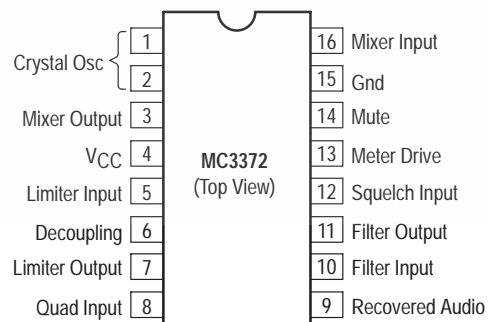 Crystal Osc
1
2
Mixer Output 3
VCC 4
Limiter Input 5
Decoupling 6
Limiter Output 7
Quad Input 8
MC3372
(Top View)
16 Mixer Input
15 Gnd
14 Mute
13 Meter Drive
12 Squelch Input
11 Filter Output
10 Filter Input
9 Recovered Audio